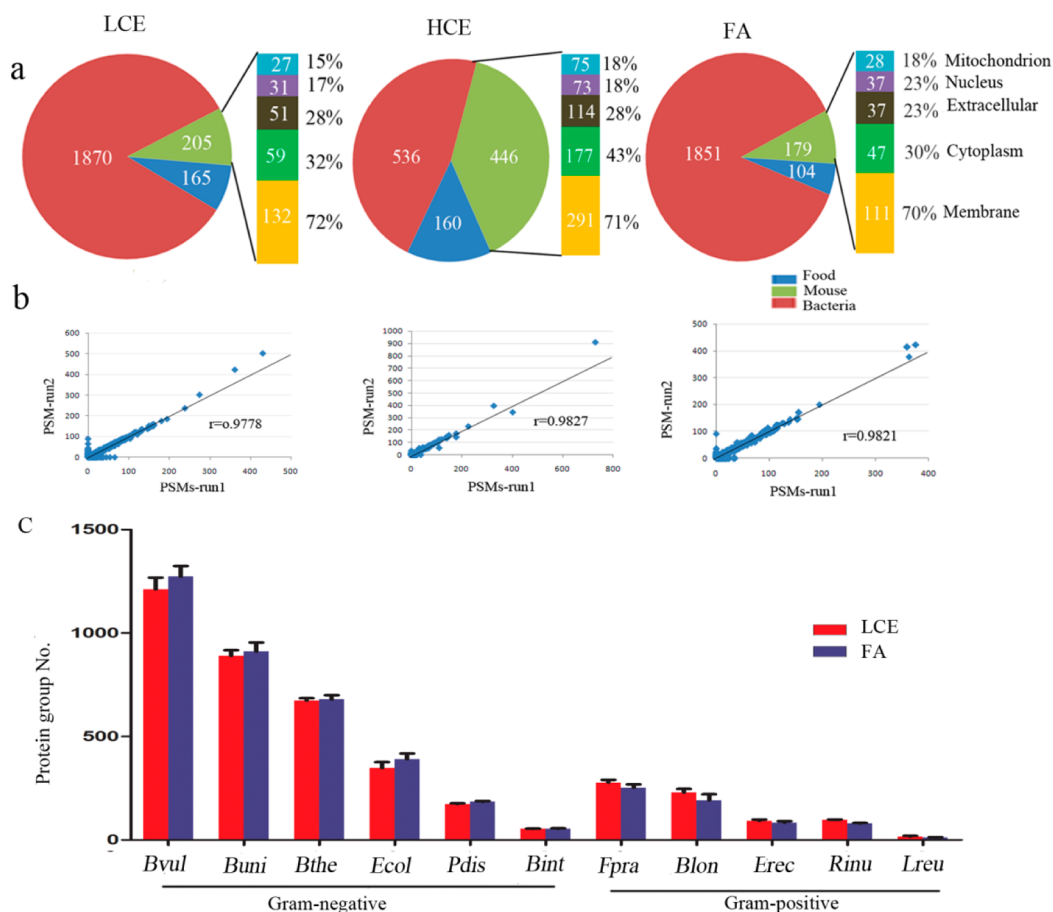 LCE
HCE
FA
a
1870
205
165
27 15%
31 17%
51 28%
59 32%
132 72%
536
446
160
75 18%
73 18%
114 28%
177 43%
291 71%
1851
179
104
28 18% Mitochondrion
37 23% Nucleus
37 23% Extracellular
47 30% Cytoplasm
111 70% Membrane
Food
Mouse
Bacteria
b
600
500
400
300
200
100
0
0 100 200 300 400 500
PSM-run2
PSMs-run1
r=o.9778
1000
900
800
700
600
500
400
300
200
100
0
0 200 400 600 800
PSM-run2
PSMs-run1
r=0.9827
500
400
300
200
100
0
0 100 200 300 400
PSM-run2
PSMs-run1
r=0.9821
C
1500
1000
500
0
Protein group No.
LCE
FA
Bvul Buni Bthe Ecol Pdis Bint Fpra Blon Erec Rinu Lreu
Gram-negative
Gram-positive